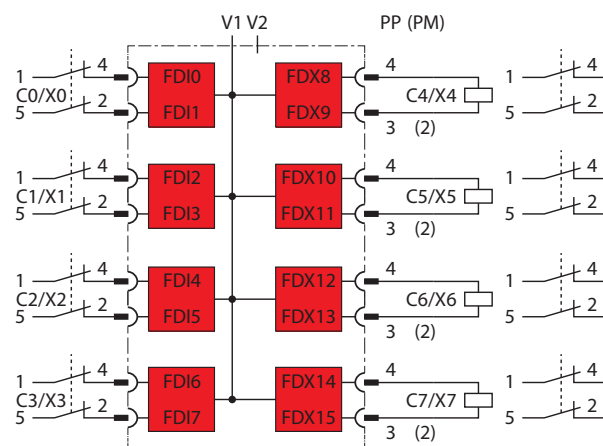 V1 V2 PP (PM)
1 4 FDI0 FDX8 4 1 4
C0/X0 C4/X4
5 2 FDI1 FDX9 3 (2) 5 2
1 4 FDI2 FDX10 4 1 4
C1/X1 C5/X5
5 2 FDI3 FDX11 3 (2) 5 2
1 4 FDI4 FDX12 4 1 4
C2/X2 C6/X6
5 2 FDI5 FDX13 3 (2) 5 2
1 4 FDI6 FDX14 4 1 4
C3/X3 C7/X7
5 2 FDI7 FDX15 3 (2) 5 2